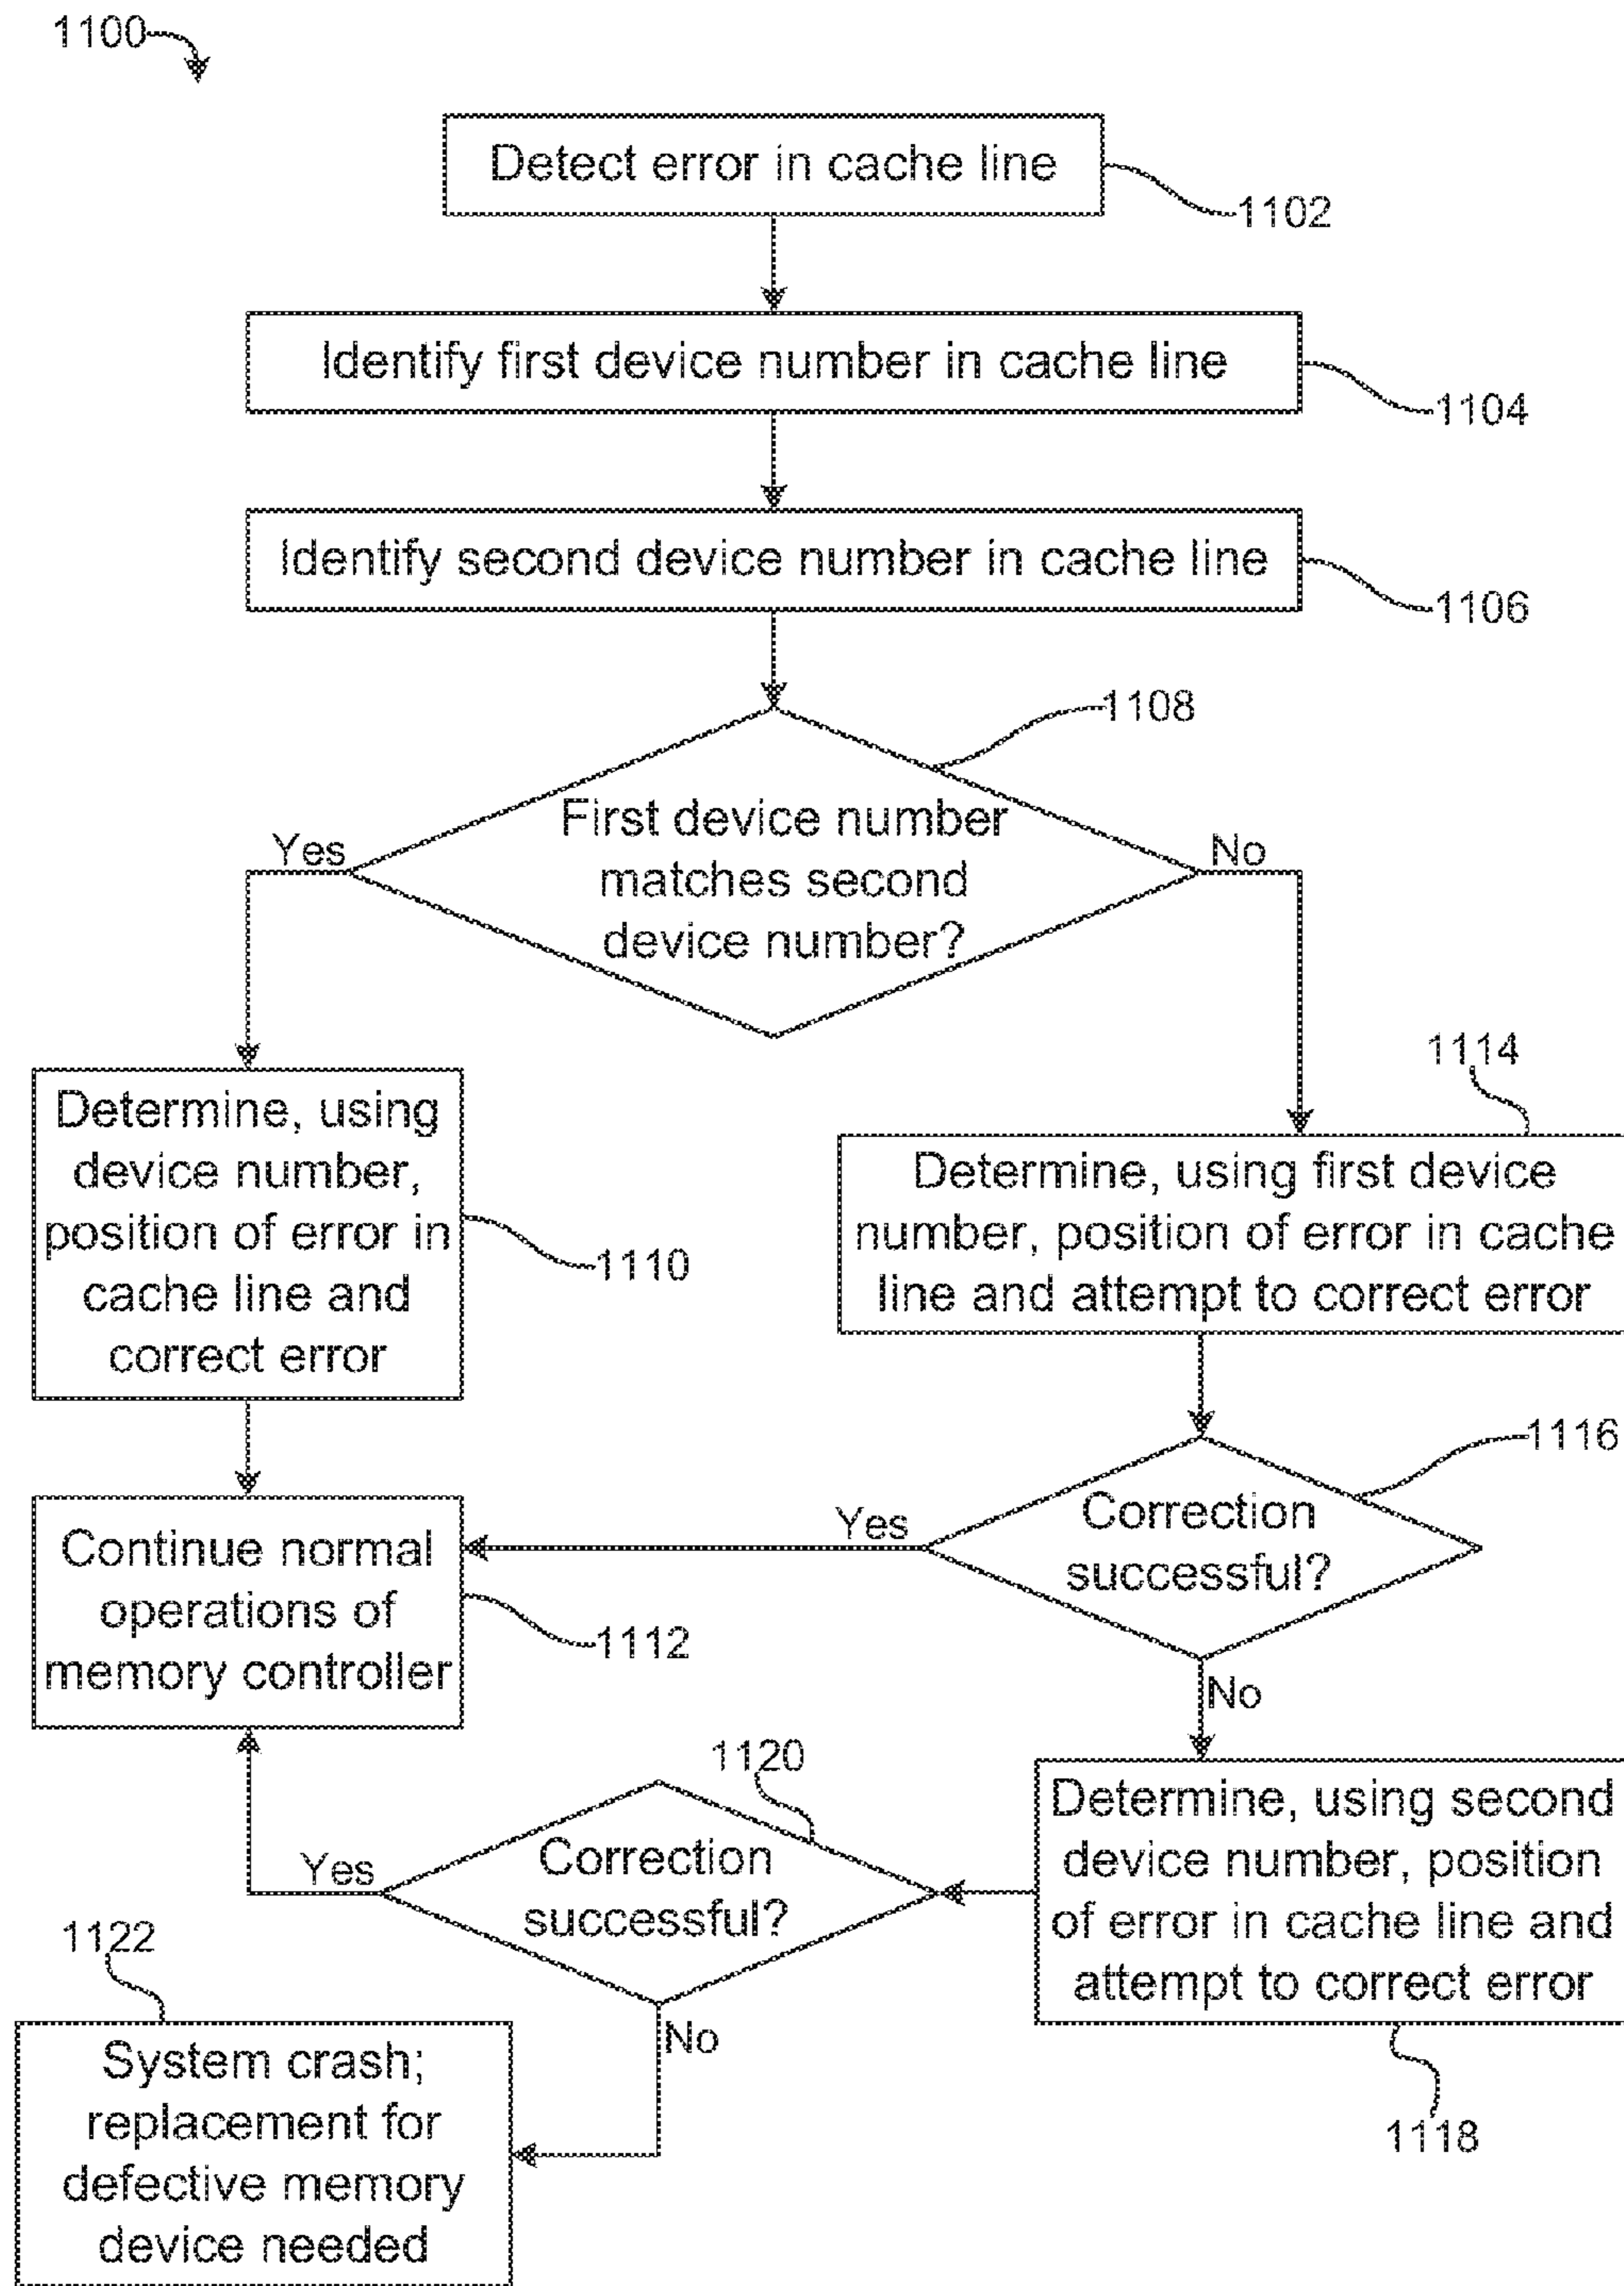 1100
Detect error in cache line
1102
Identify first device number in cache line
1104
Identify second device number in cache line
1106
1108
First device number
matches second
device number?
Yes
No
Determine, using
device number,
position of error in
cache line and
correct error
1110
1114
Determine, using first device
number, position of error in cache
line and attempt to correct error
1116
Correction
successful?
Yes
No
Continue normal
operations of
memory controller
1112
Determine, using second
device number, position
of error in cache line and
attempt to correct error
1118
1120
Correction
successful?
Yes
No
1122
System crash;
replacement for
defective memory
device needed